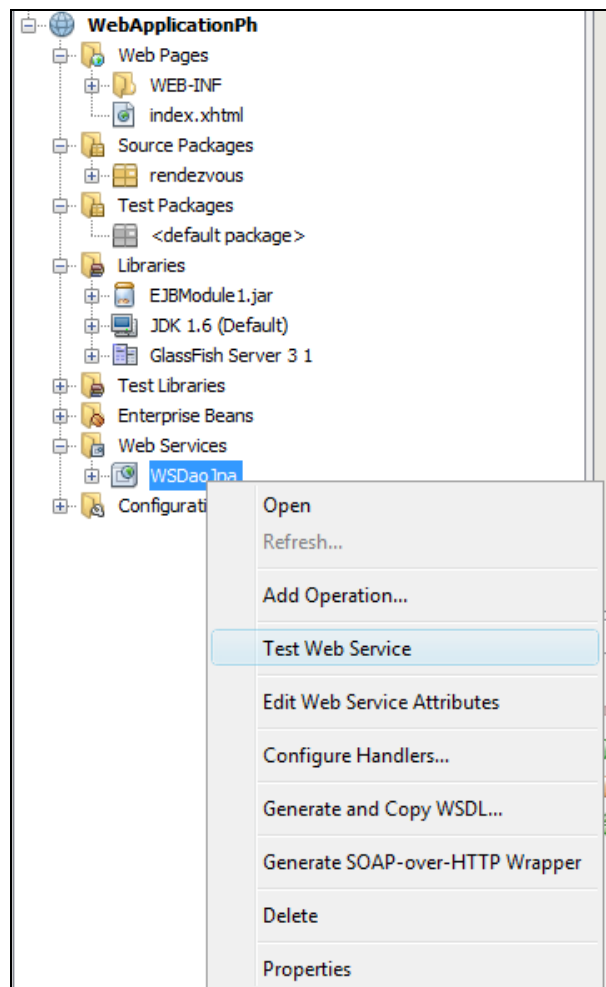 WebApplicationPh
Web Pages
WEB-INF
index.xhtml
Source Packages
rendezvous
Test Packages
<default package>
Libraries
EJBModule1.jar
JDK 1.6 (Default)
GlassFish Server 3 1
Test Libraries
Enterprise Beans
Web Services
WSDaoJpa
Configurati
Open
Refresh...
Add Operation...
Test Web Service
Edit Web Service Attributes
Configure Handlers...
Generate and Copy WSDL...
Generate SOAP-over-HTTP Wrapper
Delete
Properties